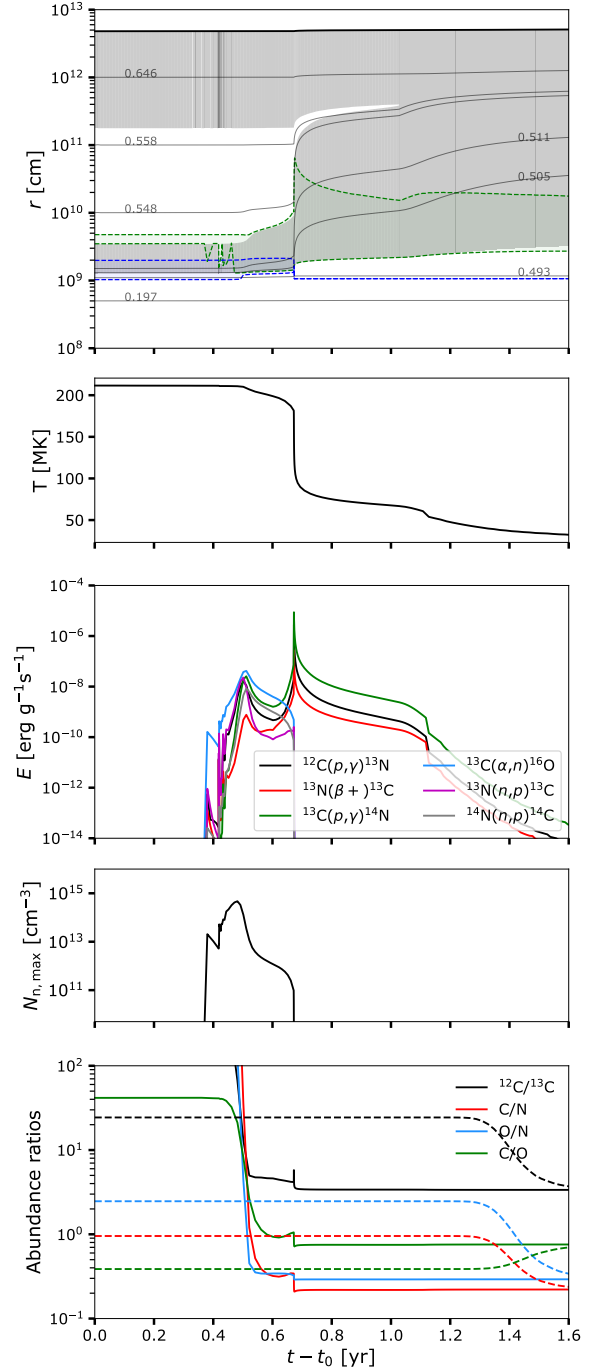 10^13
10^12
10^11
10^10
10^9
10^8
r [cm]
0.646
0.558
0.548
0.197
0.511
0.505
0.493
200
150
100
50
T [MK]
10^−4
10^−6
10^−8
10^−10
10^−12
10^−14
E [erg g^−1s^−1]
^12C(p,γ)^13N
^13N(β+)^13C
^13C(p,γ)^14N
^13C(α,n)^16O
^13N(n,p)^13C
^14N(n,p)^14C
10^15
10^13
10^11
N_n,max [cm^−3]
10^2
10^1
10^0
10^−1
Abundance ratios
^12C/^13C
C/N
O/N
C/O
0.0 0.2 0.4 0.6 0.8 1.0 1.2 1.4 1.6
t − t_0 [yr]